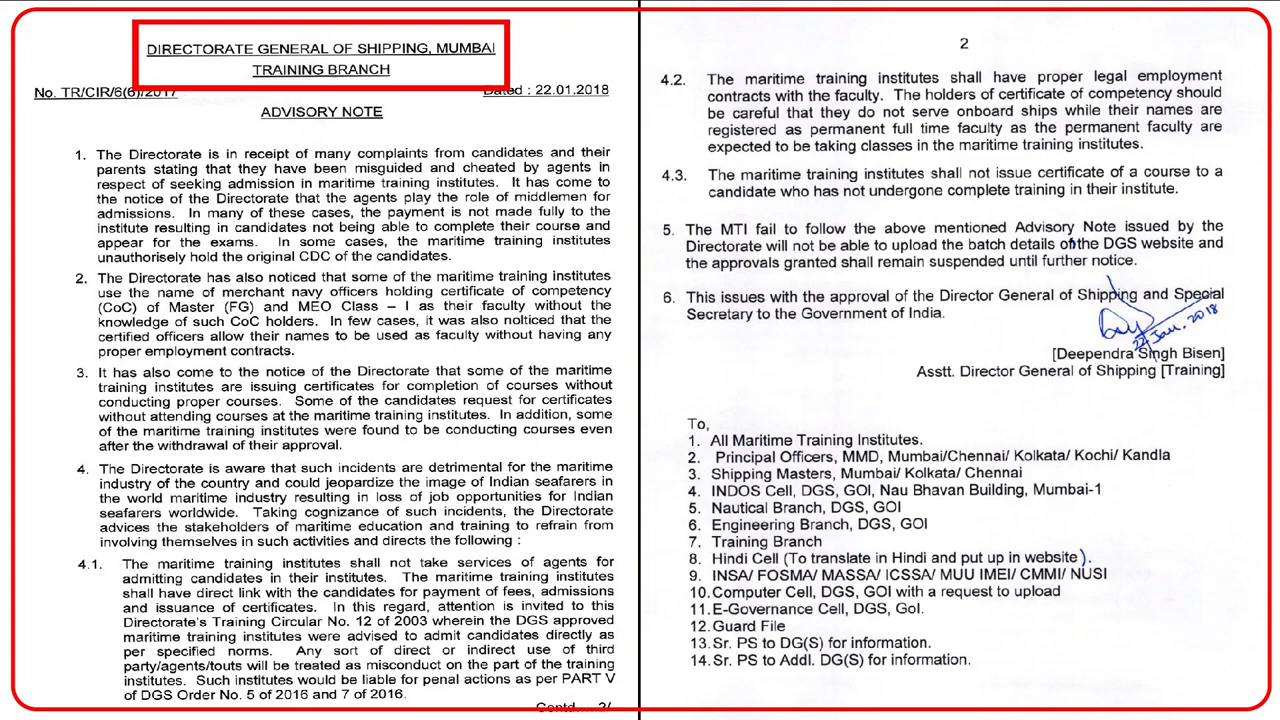 DIRECTORATE GENERAL OF SHIPPING, MUMBAI
TRAINING BRANCH
No. TR/CIR/6(6)/2017
Dated : 22.01.2018
ADVISORY NOTE
1. The Directorate is in receipt of many complaints from candidates and their
parents stating that they have been misguided and cheated by agents in
respect of seeking admission in maritime training institutes. It has come to
the notice of the Directorate that the agents play the role of middlemen for
admissions. In many of these cases, the payment is not made fully to the
institute resulting in candidates not being able to complete their course and
appear for the exams. In some cases, the maritime training institutes
unauthorisely hold the original CDC of the candidates.
2. The Directorate has also noticed that some of the maritime training institutes
use the name of merchant navy officers holding certificate of competency
(CoC) of Master (FG) and MEO Class – I as their faculty without the
knowledge of such CoC holders. In few cases, it was also noticed that the
certified officers allow their names to be used as faculty without having any
proper employment contracts.
3. It has also come to the notice of the Directorate that some of the maritime
training institutes are issuing certificates for completion of courses without
conducting proper courses. Some of the candidates request for certificates
without attending courses at the maritime training institutes. In addition, some
of the maritime training institutes were found to be conducting courses even
after the withdrawal of their approval.
4. The Directorate is aware that such incidents are detrimental for the maritime
industry of the country and could jeopardize the image of Indian seafarers in
the world maritime industry resulting in loss of job opportunities for Indian
seafarers worldwide. Taking cognizance of such incidents, the Directorate
advices the stakeholders of maritime education and training to refrain from
involving themselves in such activities and directs the following :
4.1. The maritime training institutes shall not take services of agents for
admitting candidates in their institutes. The maritime training institutes
shall have direct link with the candidates for payment of fees, admissions
and issuance of certificates. In this regard, attention is invited to this
Directorate's Training Circular No. 12 of 2003 wherein the DGS approved
maritime training institutes were advised to admit candidates directly as
per specified norms. Any sort of direct or indirect use of third
party/agents/touts will be treated as misconduct on the part of the training
institutes. Such institutes would be liable for penal actions as per PART V
of DGS Order No. 5 of 2016 and 7 of 2016.
Contd.... 2/
2
4.2. The maritime training institutes shall have proper legal employment
contracts with the faculty. The holders of certificate of competency should
be careful that they do not serve onboard ships while their names are
registered as permanent full time faculty as the permanent faculty are
expected to be taking classes in the maritime training institutes.
4.3. The maritime training institutes shall not issue certificate of a course to a
candidate who has not undergone complete training in their institute.
5. The MTI fail to follow the above mentioned Advisory Note issued by the
Directorate will not be able to upload the batch details of the DGS website and
the approvals granted shall remain suspended until further notice.
6. This issues with the approval of the Director General of Shipping and Special
Secretary to the Government of India.
22 Jan. 2018
[Deependra Singh Bisen]
Asstt. Director General of Shipping [Training]
To,
1. All Maritime Training Institutes.
2. Principal Officers, MMD, Mumbai/Chennai/ Kolkata/ Kochi/ Kandla
3. Shipping Masters, Mumbai/ Kolkata/ Chennai
4. INDOS Cell, DGS, GOI, Nau Bhavan Building, Mumbai-1
5. Nautical Branch, DGS, GOI
6. Engineering Branch, DGS, GOI
7. Training Branch
8. Hindi Cell (To translate in Hindi and put up in website).
9. INSA/ FOSMA/ MASSA/ ICSSA/ MUU IMEI/ CMMI/ NUSI
10. Computer Cell, DGS, GOI with a request to upload
11. E-Governance Cell, DGS, GoI.
12. Guard File
13. Sr. PS to DG(S) for information.
14. Sr. PS to Addl. DG(S) for information.